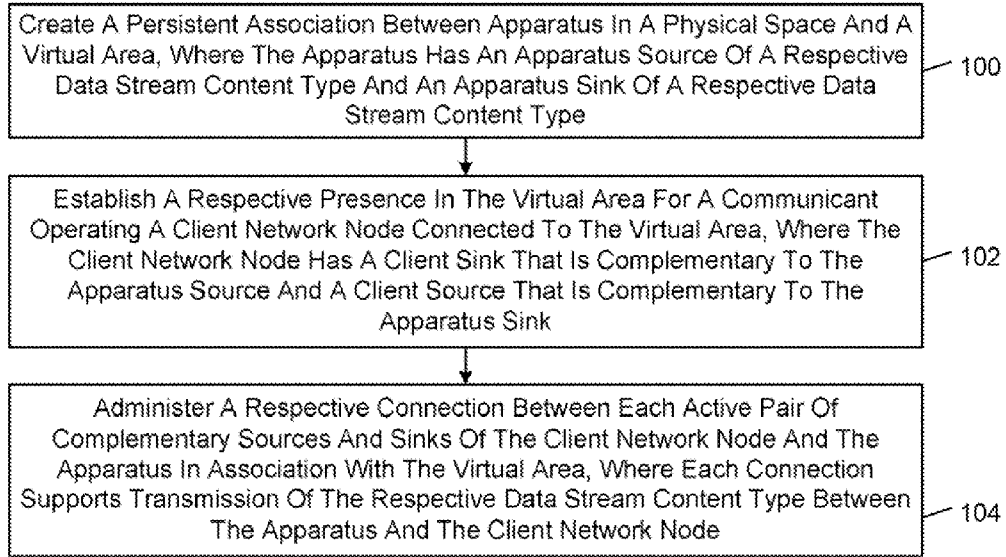 Create A Persistent Association Between Apparatus In A Physical Space And A
Virtual Area, Where The Apparatus Has An Apparatus Source Of A Respective
Data Stream Content Type And An Apparatus Sink Of A Respective Data
Stream Content Type
100
Establish A Respective Presence In The Virtual Area For A Communicant
Operating A Client Network Node Connected To The Virtual Area, Where The
Client Network Node Has A Client Sink That Is Complementary To The
Apparatus Source And A Client Source That Is Complementary To The
Apparatus Sink
102
Administer A Respective Connection Between Each Active Pair Of
Complementary Sources And Sinks Of The Client Network Node And The
Apparatus In Association With The Virtual Area, Where Each Connection
Supports Transmission Of The Respective Data Stream Content Type Between
The Apparatus And The Client Network Node
104